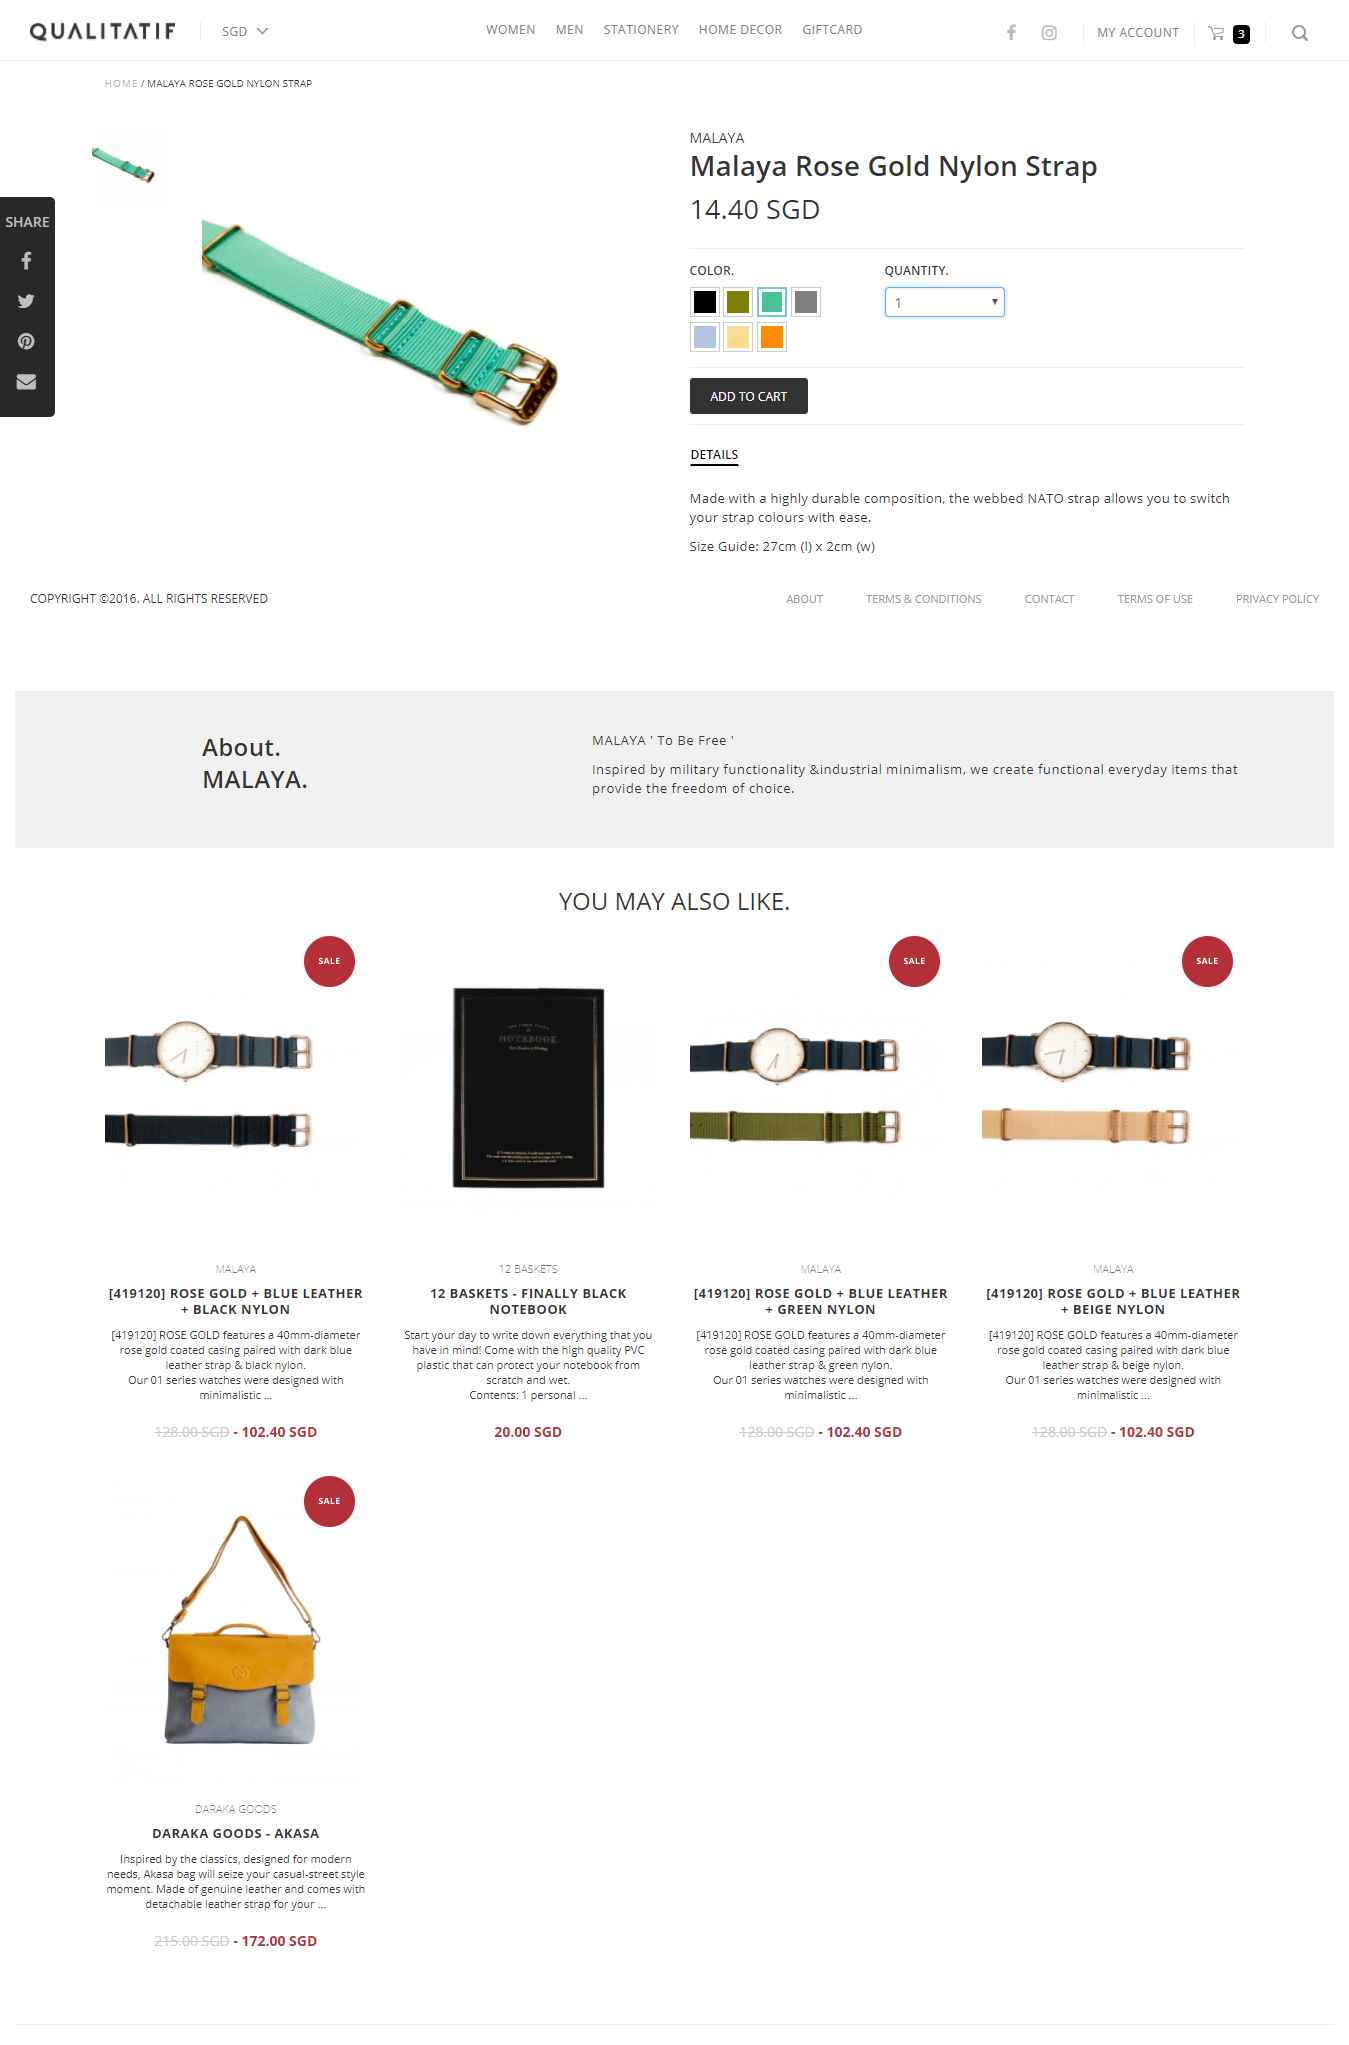 QUALITATIF
SGD
WOMEN MEN STATIONERY HOME DECOR GIFTCARD
MY ACCOUNT
3
HOME / MALAYA ROSE GOLD NYLON STRAP
SHARE
MALAYA
Malaya Rose Gold Nylon Strap
14.40 SGD
COLOR.
QUANTITY.
1
ADD TO CART
DETAILS
Made with a highly durable composition, the webbed NATO strap allows you to switch
your strap colours with ease.
Size Guide: 27cm (l) x 2cm (w)
COPYRIGHT ©2016. ALL RIGHTS RESERVED
ABOUT TERMS & CONDITIONS CONTACT TERMS OF USE PRIVACY POLICY
About.
MALAYA.
MALAYA ' To Be Free '
Inspired by military functionality &industrial minimalism, we create functional everyday items that
provide the freedom of choice.
YOU MAY ALSO LIKE.
SALE
MALAYA
[419120] ROSE GOLD + BLUE LEATHER
+ BLACK NYLON
[419120] ROSE GOLD features a 40mm-diameter
rose gold coated casing paired with dark blue
leather strap & black nylon.
Our 01 series watches were designed with
minimalistic ...
128.00 SGD - 102.40 SGD
NOTEBOOK
12 BASKETS
12 BASKETS - FINALLY BLACK
NOTEBOOK
Start your day to write down everything that you
have in mind! Come with the high quality PVC
plastic that can protect your notebook from
scratch and wet.
Contents: 1 personal ...
20.00 SGD
SALE
MALAYA
[419120] ROSE GOLD + BLUE LEATHER
+ GREEN NYLON
[419120] ROSE GOLD features a 40mm-diameter
rose gold coated casing paired with dark blue
leather strap & green nylon.
Our 01 series watches were designed with
minimalistic ...
128.00 SGD - 102.40 SGD
SALE
MALAYA
[419120] ROSE GOLD + BLUE LEATHER
+ BEIGE NYLON
[419120] ROSE GOLD features a 40mm-diameter
rose gold coated casing paired with dark blue
leather strap & beige nylon.
Our 01 series watches were designed with
minimalistic ...
128.00 SGD - 102.40 SGD
SALE
DARAKA GOODS
DARAKA GOODS - AKASA
Inspired by the classics, designed for modern
needs, Akasa bag will seize your casual-street style
moment. Made of genuine leather and comes with
detachable leather strap for your ...
215.00 SGD - 172.00 SGD